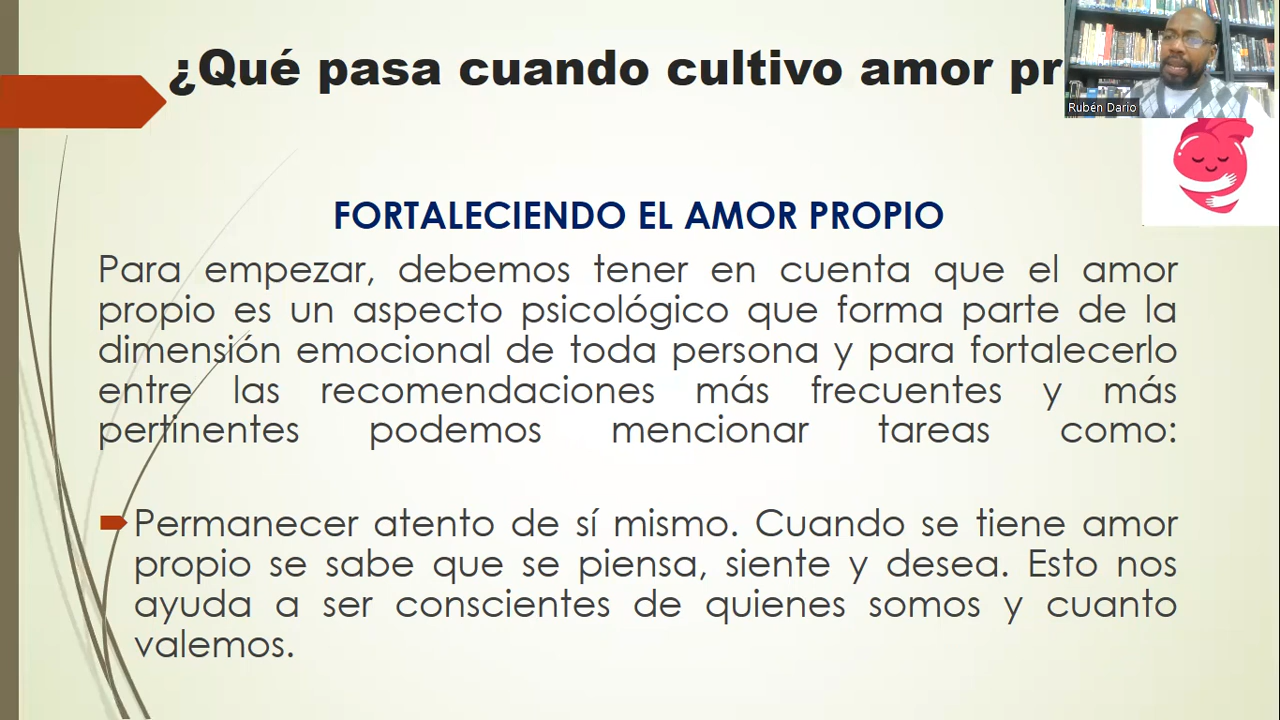 ¿Qué pasa cuando cultivo amor pr
Rubén Dario
FORTALECIENDO EL AMOR PROPIO
Para empezar, debemos tener en cuenta que el amor
propio es un aspecto psicológico que forma parte de la
dimensión emocional de toda persona y para fortalecerlo
entre las recomendaciones más frecuentes y más
pertinentes podemos mencionar tareas como:
Permanecer atento de sí mismo. Cuando se tiene amor
propio se sabe que se piensa, siente y desea. Esto nos
ayuda a ser conscientes de quienes somos y cuanto
valemos.